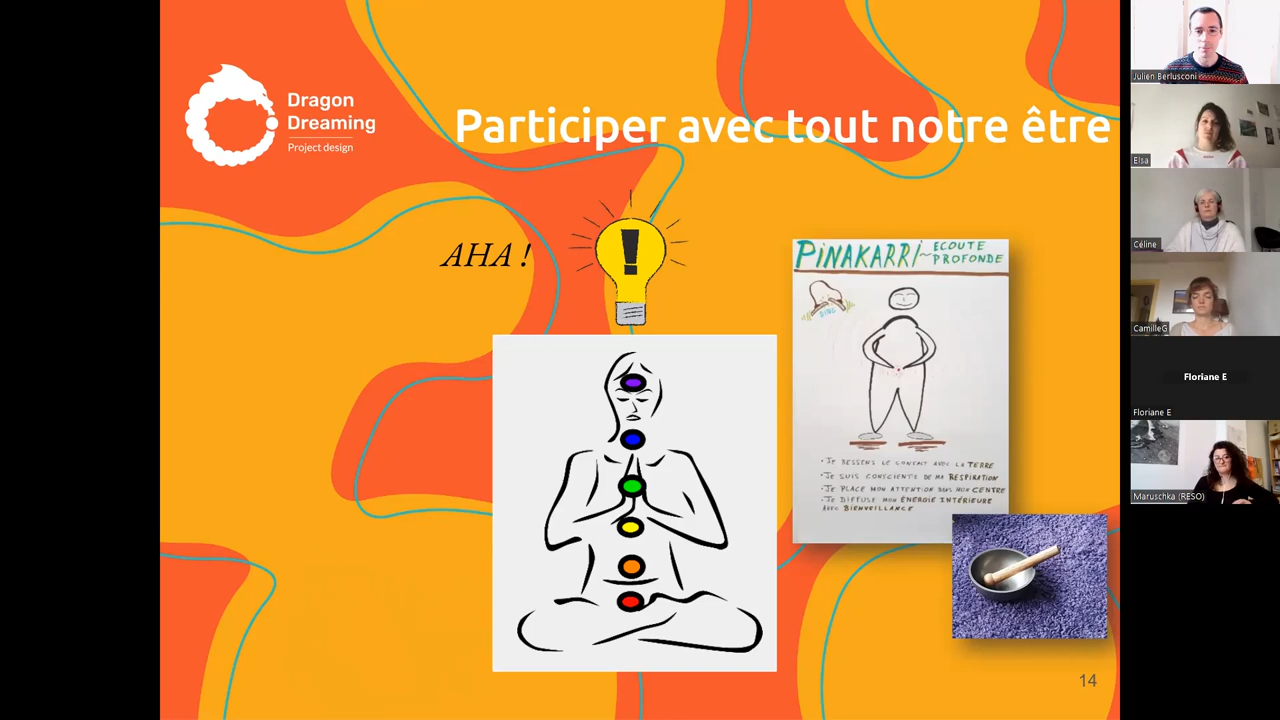 Dragon
Dreaming
Project design
Participer avec tout notre être
AHA !
PINAKARRI ~ ECOUTE
PROFONDE
• JE RESSENS LE CONTACT AVEC LA TERRE
• JE SUIS CONSCIENTE DE MA RESPIRATION
• JE PLACE MON ATTENTION DANS MON CENTRE
• JE DIFFUSE MON ÉNERGIE INTÉRIEURE
AVEC BIENVEILLANCE
14
Julien Berlusconi
Elsa
Céline
CamilleG
Floriane E
Floriane E
Maruschka (RESO)